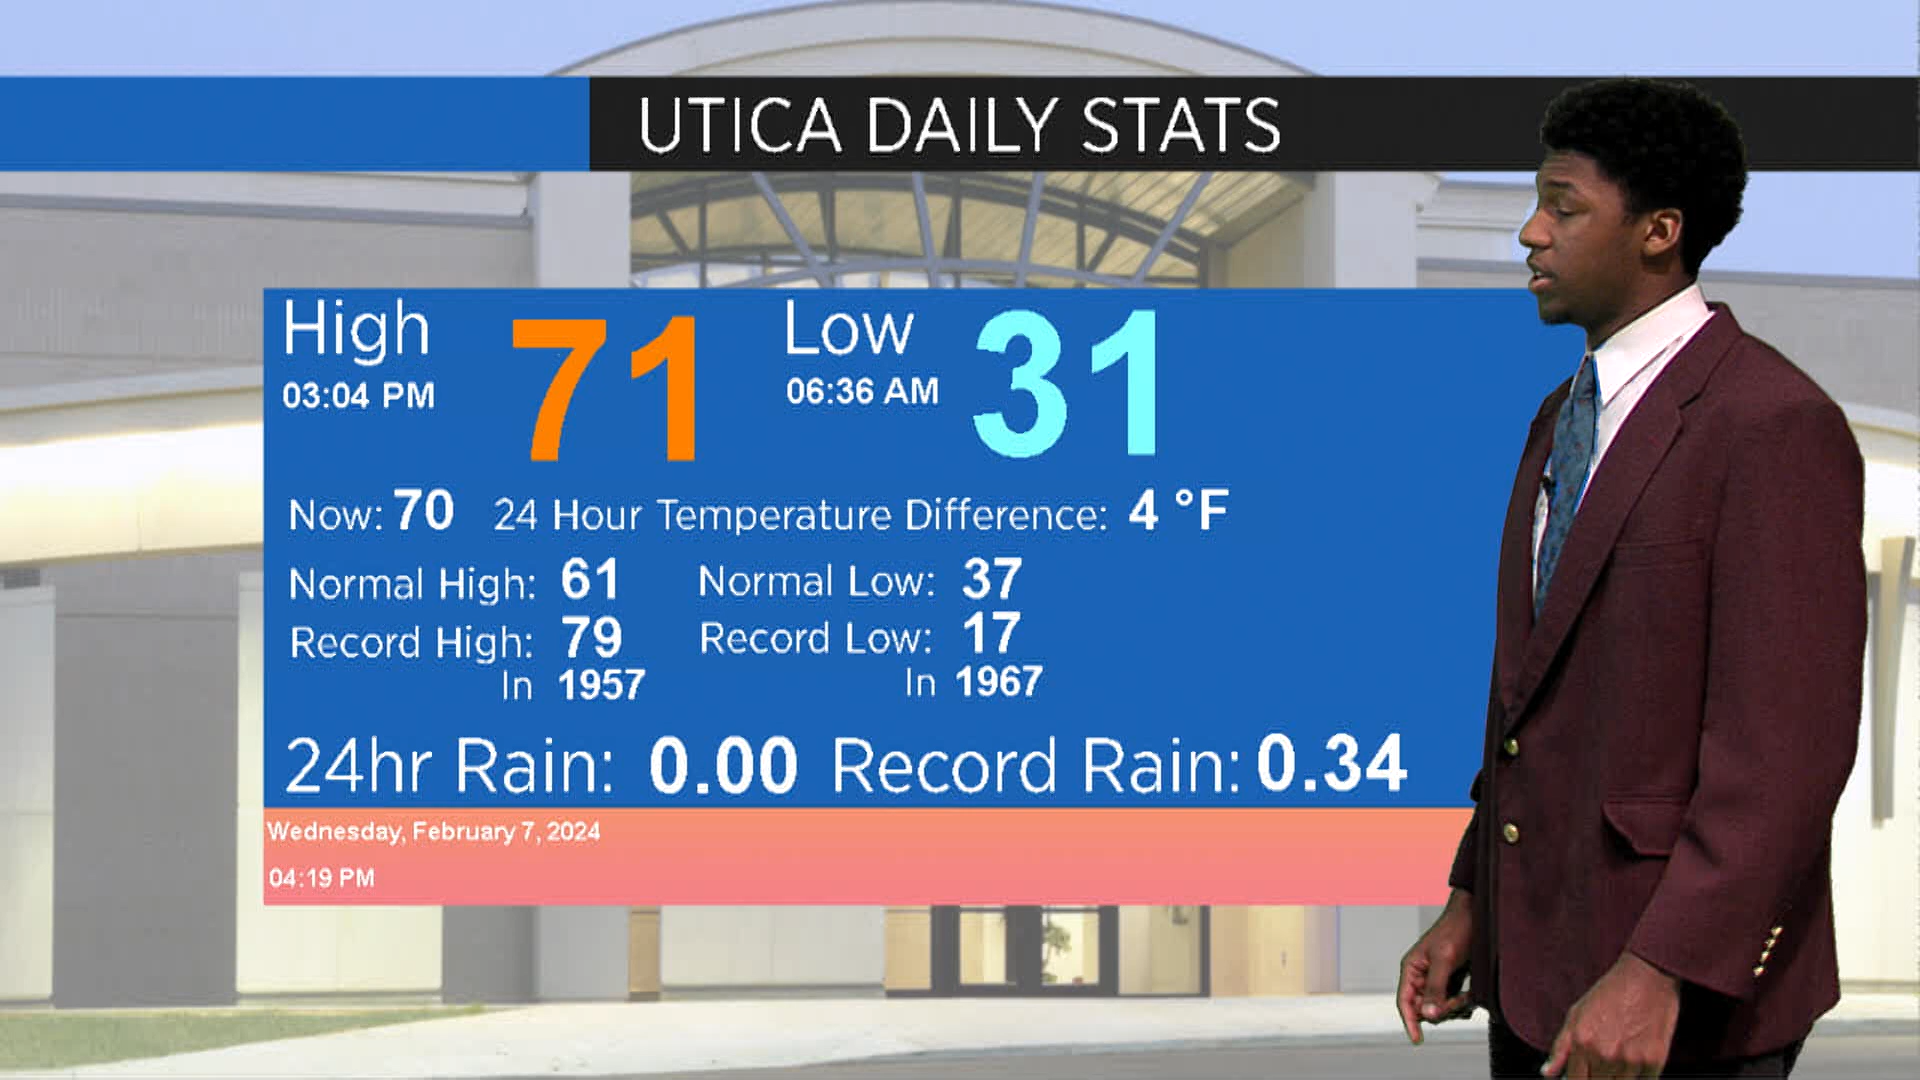 UTICA DAILY STATS
High 71 Low 31
03:04 PM 06:36 AM
Now: 70 24 Hour Temperature Difference: 4 °F
Normal High: 61 Normal Low: 37
Record High: 79 Record Low: 17
In 1957 In 1967
24hr Rain: 0.00 Record Rain: 0.34
Wednesday, February 7, 2024
04:19 PM